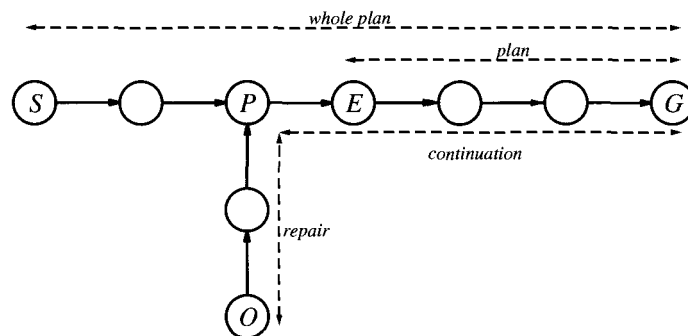 whole plan
plan
S P E G
continuation
repair
O